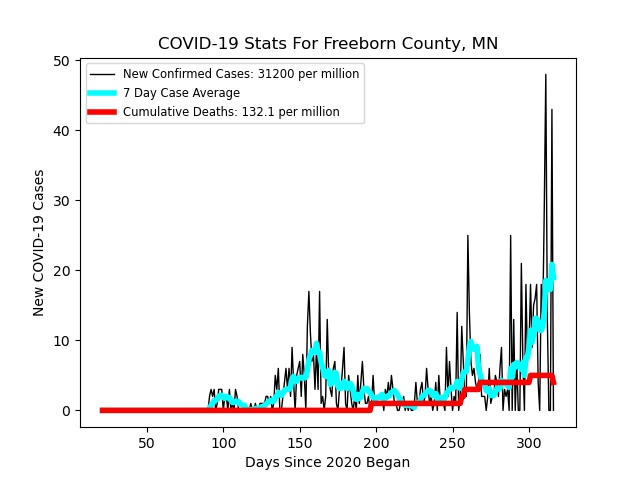 COVID-19 Stats For Freeborn County, MN
New Confirmed Cases: 31200 per million
7 Day Case Average
Cumulative Deaths: 132.1 per million
50
40
30
20
10
0
New COVID-19 Cases
50 100 150 200 250 300
Days Since 2020 Began